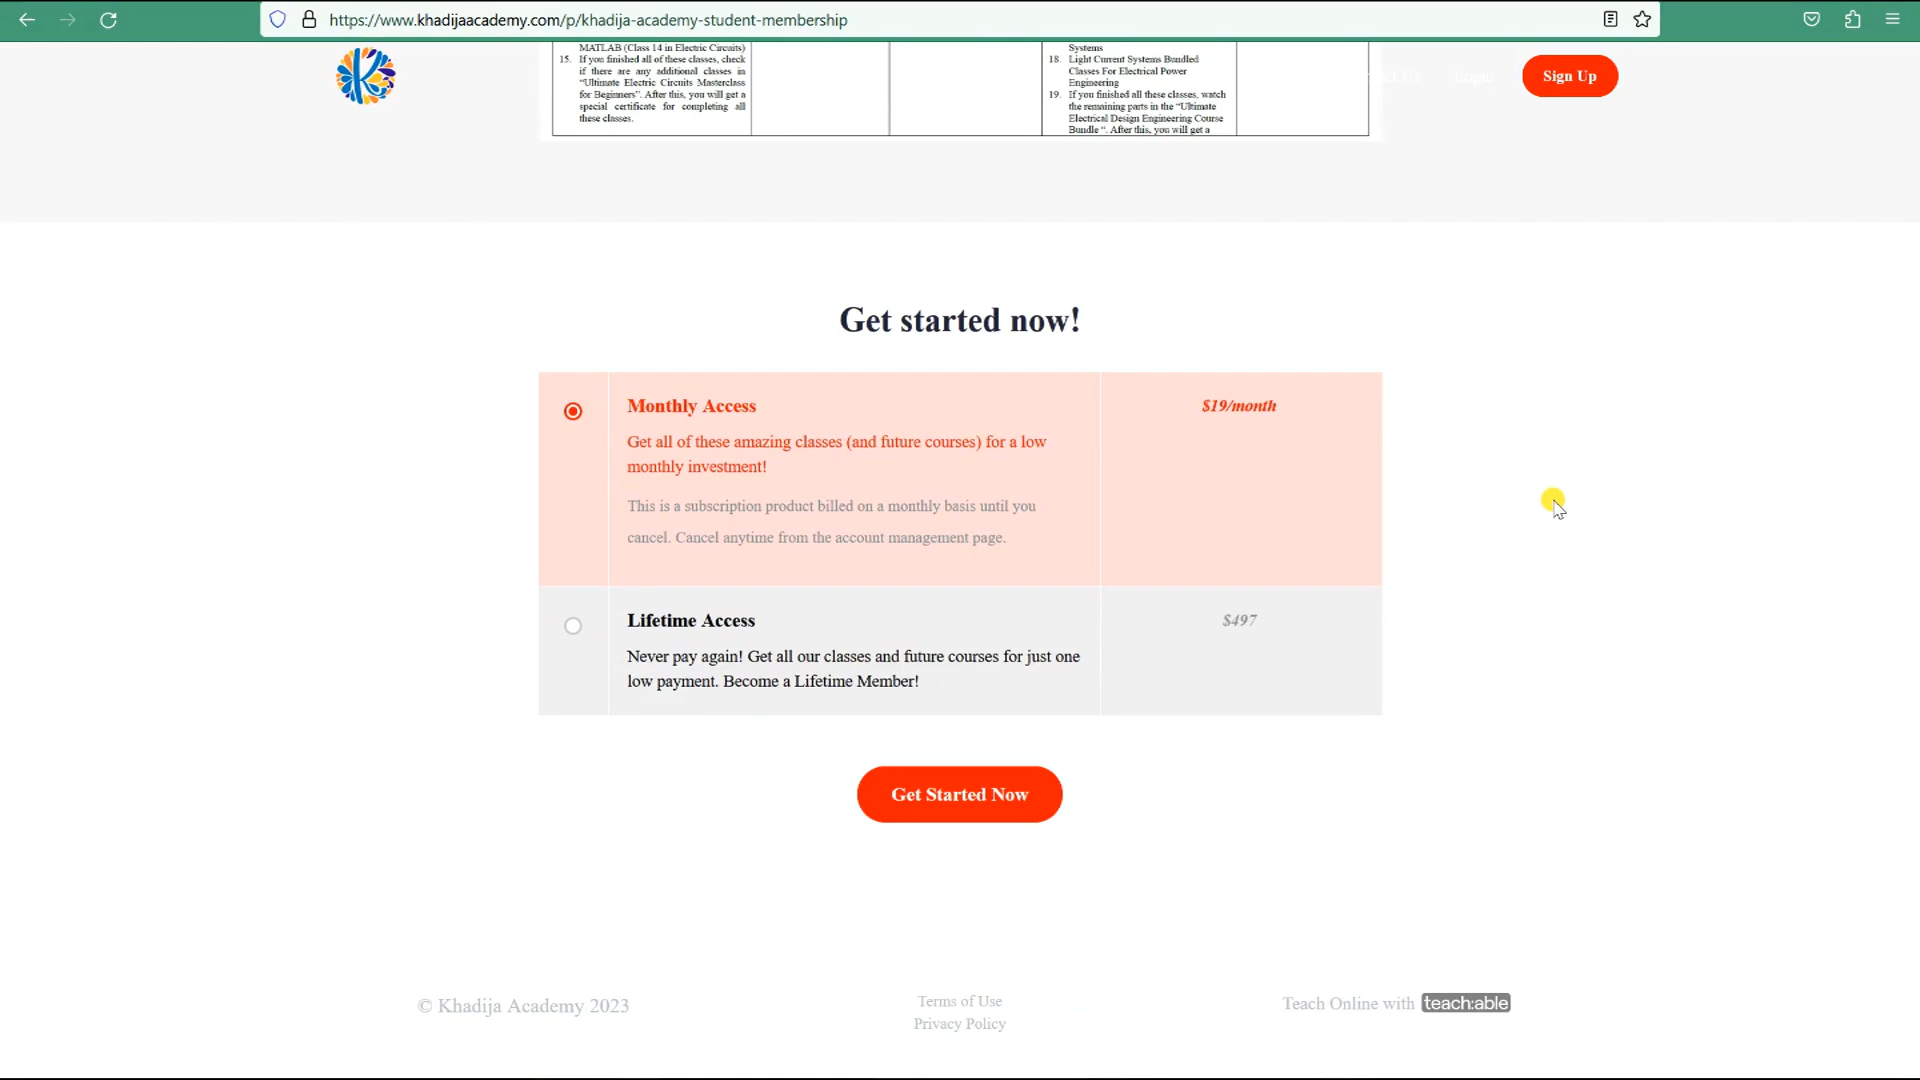 https://www.khadijaacademy.com/p/khadija-academy-student-membership
MATLAB (Class 14 in Electric Circuits)
15. If you finished all of these classes, check
if there are any additional classes in
"Ultimate Electric Circuits Masterclass
for Beginners". After this, you will get a
special certificate for completing all
these classes.
Systems
18. Light Current Systems Bundled
Classes For Electrical Power
Engineering
19. If you finished all these classes, watch
the remaining parts in the "Ultimate
Electrical Design Engineering Course
Bundle ". After this, you will get a
Us
Login
Sign Up
Get started now!
Monthly Access
$19/month
Get all of these amazing classes (and future courses) for a low
monthly investment!
This is a subscription product billed on a monthly basis until you
cancel. Cancel anytime from the account management page.
Lifetime Access
$497
Never pay again! Get all our classes and future courses for just one
low payment. Become a Lifetime Member!
Get Started Now
© Khadija Academy 2023
Terms of Use
Privacy Policy
Teach Online with teach:able